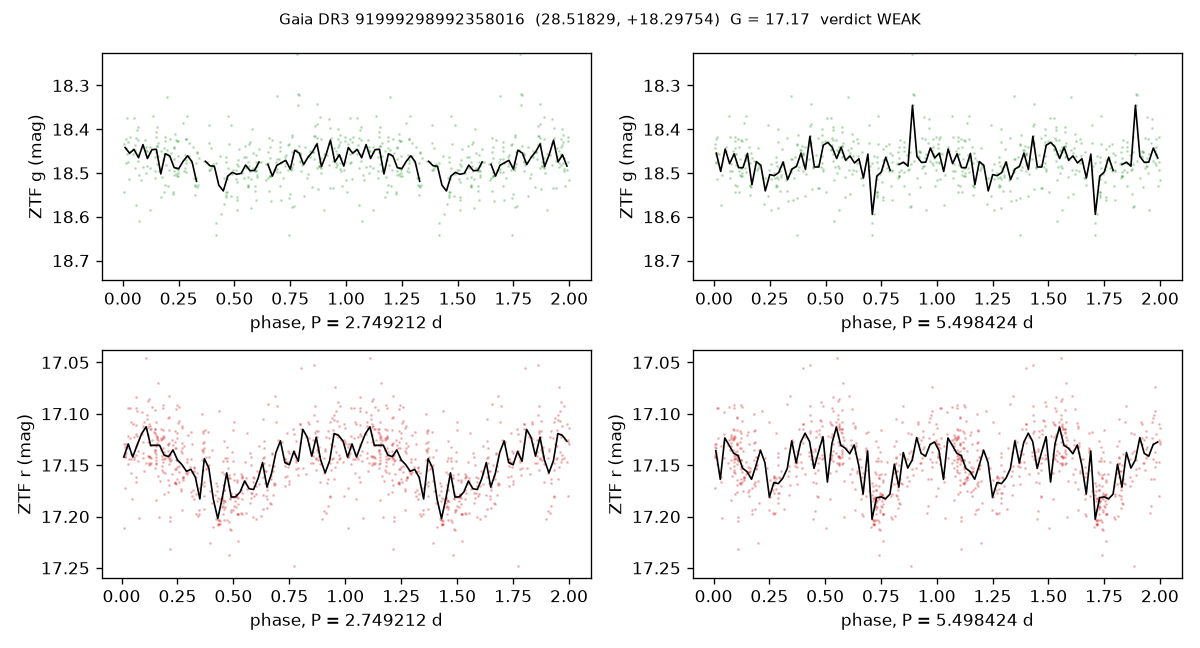 Gaia DR3 91999298992358016  (28.51829, +18.29754)  G = 17.17  verdict WEAK
ZTF g (mag)
18.3
18.4
18.5
18.6
18.7
0.00 0.25 0.50 0.75 1.00 1.25 1.50 1.75 2.00
phase, P = 2.749212 d
ZTF g (mag)
18.3
18.4
18.5
18.6
18.7
0.00 0.25 0.50 0.75 1.00 1.25 1.50 1.75 2.00
phase, P = 5.498424 d
ZTF r (mag)
17.05
17.10
17.15
17.20
17.25
0.00 0.25 0.50 0.75 1.00 1.25 1.50 1.75 2.00
phase, P = 2.749212 d
ZTF r (mag)
17.05
17.10
17.15
17.20
17.25
0.00 0.25 0.50 0.75 1.00 1.25 1.50 1.75 2.00
phase, P = 5.498424 d